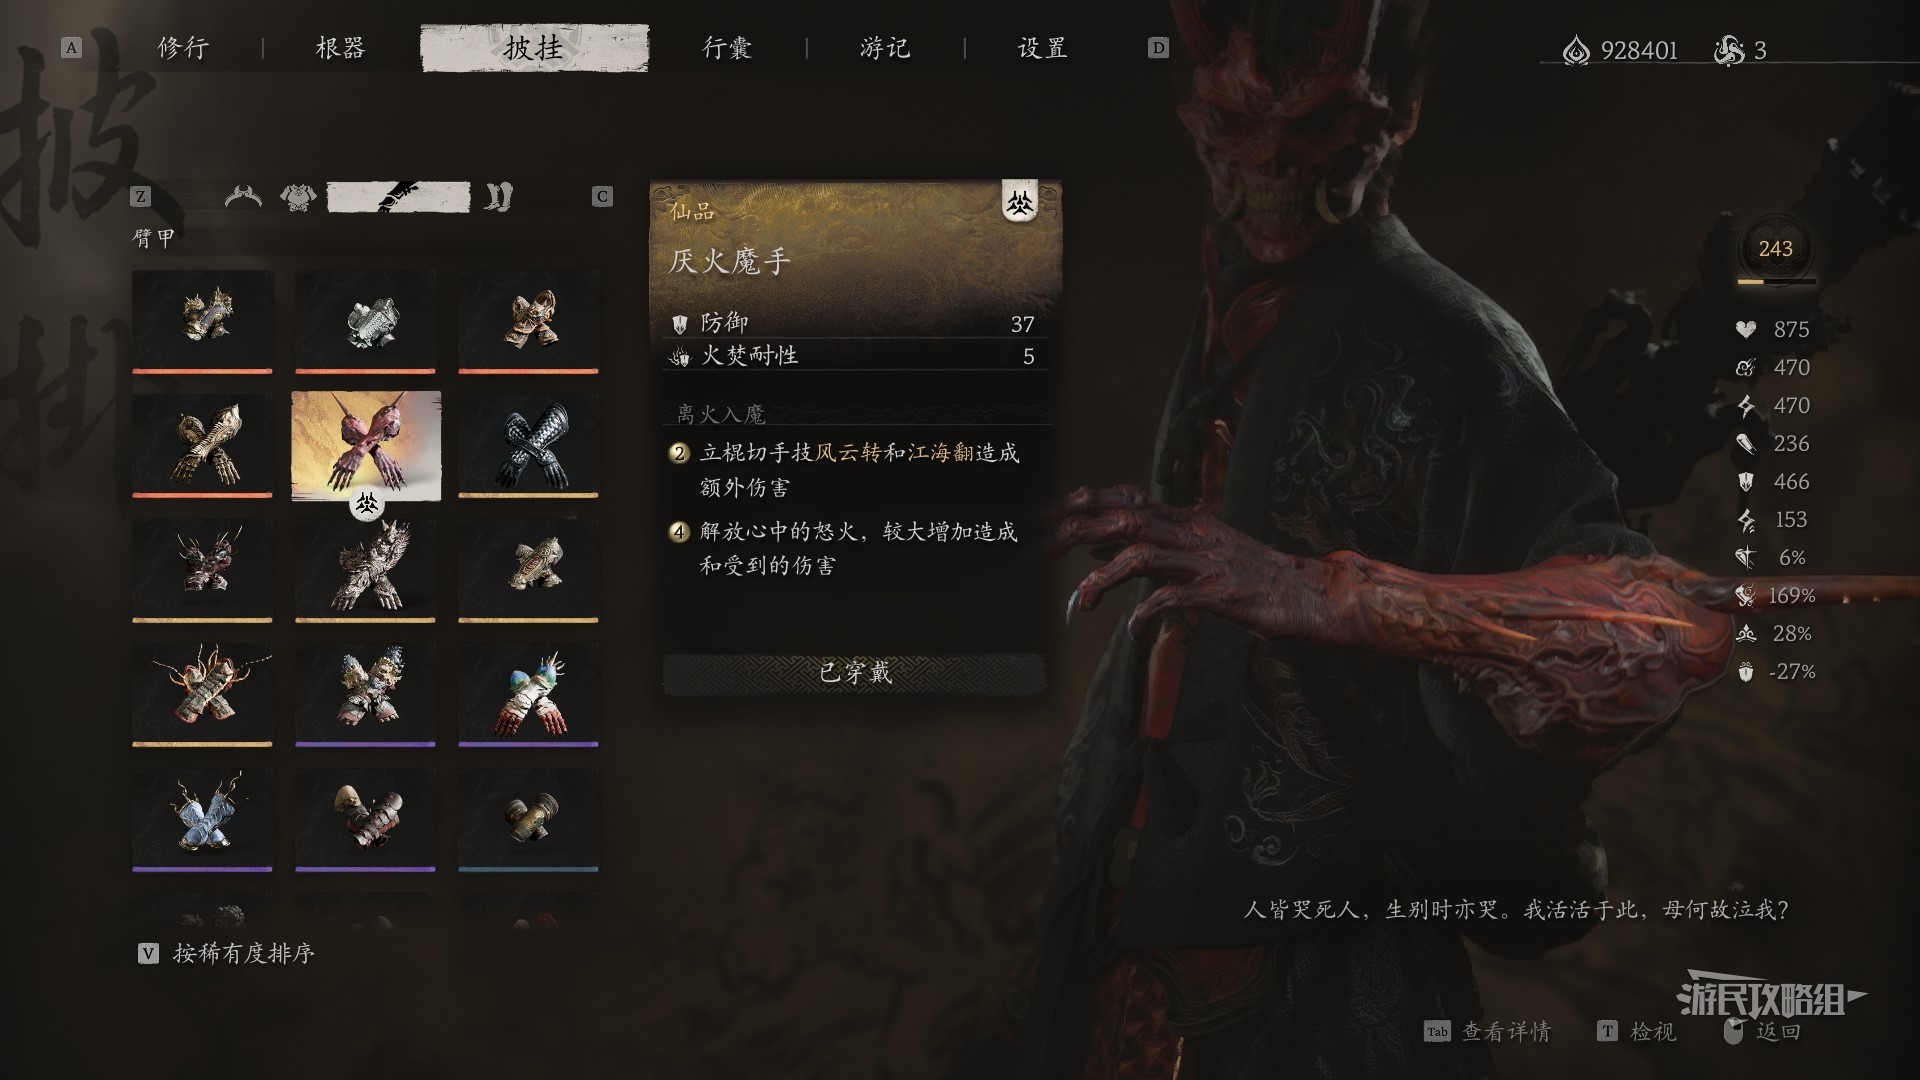 A 修行 根器 披挂 行囊 游记 设置 D
928401 3
披掛
Z C
臂甲
仙品
厌火魔手
防御 37
火焚耐性 5
离火入魔
2 立棍切手技风云转和江海翻造成
额外伤害
4 解放心中的怒火，较大增加造成
和受到的伤害
已穿戴
243
875
470
470
236
466
153
6%
169%
28%
-27%
人皆哭死人，生别时亦哭。我活活于此，母何故泣我？
V 按稀有度排序
游民攻略组
Tab 查看详情 T 检视 返回